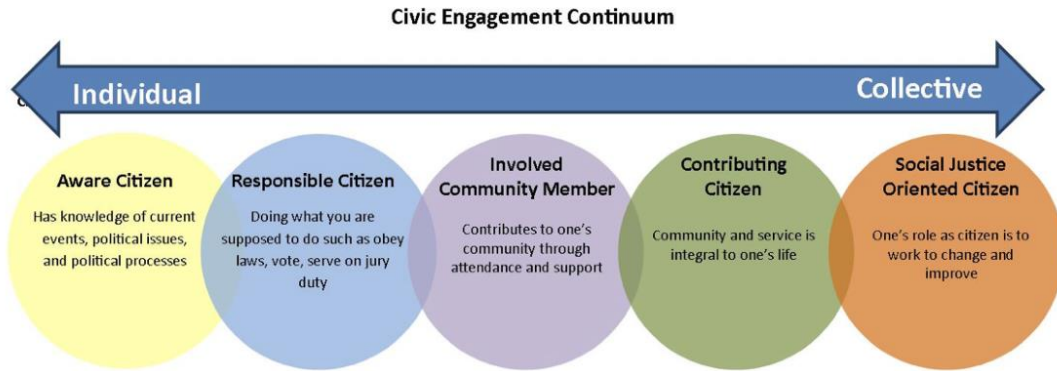 Civic Engagement Continuum
Individual
Collective
Aware Citizen
Has knowledge of current
events, political issues,
and political processes
Responsible Citizen
Doing what you are
supposed to do such as obey
laws, vote, serve on jury
duty
Involved
Community Member
Contributes to one's
community through
attendance and support
Contributing
Citizen
Community and service is
integral to one's life
Social Justice
Oriented Citizen
One's role as citizen is to
work to change and
improve